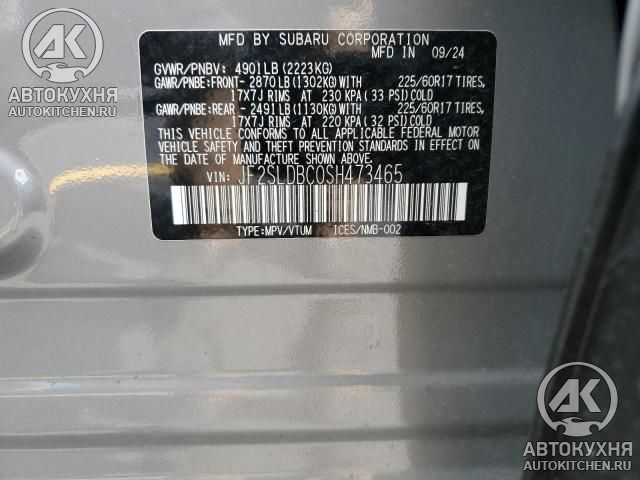 MFD BY SUBARU CORPORATION
MFD IN 09/24
GVWR/PNBV: 4901LB(2223KG)
GAWR/PNBE:FRONT-2870LB(1302KG)WITH 225/60R17 TIRES,
17X7J RIMS AT 230 KPA(33 PSI)COLD
GAWR/PNBE:REAR -2491LB(1130KG)WITH 225/60R17 TIRES,
17X7J RIMS AT 220 KPA(32 PSI)COLD
THIS VEHICLE CONFORMS TO ALL APPLICABLE FEDERAL MOTOR
VEHICLE SAFETY AND THEFT PREVENTION STANDARDS IN EFFECT
ON THE DATE OF MANUFACTURE SHOWN ABOVE.
VIN: JF2SLDBC0SH473465
TYPE:MPV/VTUM ICES/NMB-002
АК
АВТОКУХНЯ
AUTOKITCHEN.RU
АК
АВТОКУХНЯ
AUTOKITCHEN.RU